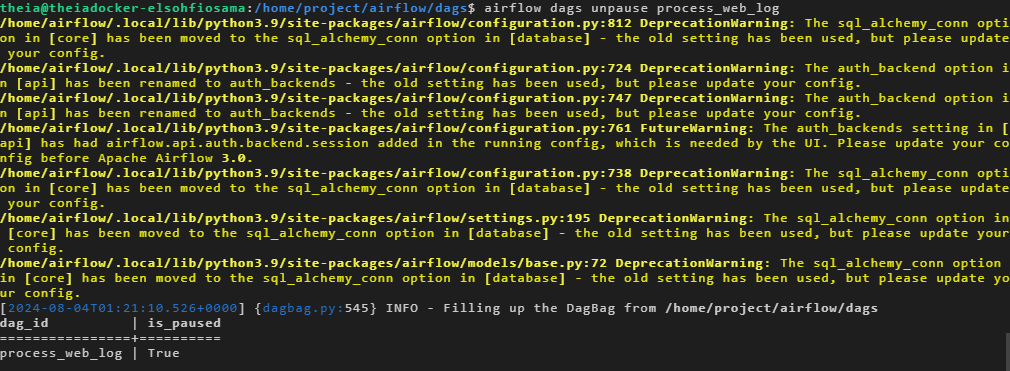 theia@theiadocker-elsohfiosama:/home/project/airflow/dags$ airflow dags unpause process_web_log
/home/airflow/.local/lib/python3.9/site-packages/airflow/configuration.py:812 DeprecationWarning: The sql_alchemy_conn opti
on in [core] has been moved to the sql_alchemy_conn option in [database] - the old setting has been used, but please update
 your config.
/home/airflow/.local/lib/python3.9/site-packages/airflow/configuration.py:724 DeprecationWarning: The auth_backend option i
n [api] has been renamed to auth_backends - the old setting has been used, but please update your config.
/home/airflow/.local/lib/python3.9/site-packages/airflow/configuration.py:747 DeprecationWarning: The auth_backend option i
n [api] has been renamed to auth_backends - the old setting has been used, but please update your config.
/home/airflow/.local/lib/python3.9/site-packages/airflow/configuration.py:761 FutureWarning: The auth_backends setting in [
api] has had airflow.api.auth.backend.session added in the running config, which is needed by the UI. Please update your co
nfig before Apache Airflow 3.0.
/home/airflow/.local/lib/python3.9/site-packages/airflow/configuration.py:738 DeprecationWarning: The sql_alchemy_conn opti
on in [core] has been moved to the sql_alchemy_conn option in [database] - the old setting has been used, but please update
 your config.
/home/airflow/.local/lib/python3.9/site-packages/airflow/settings.py:195 DeprecationWarning: The sql_alchemy_conn option in
 [core] has been moved to the sql_alchemy_conn option in [database] - the old setting has been used, but please update your
 config.
/home/airflow/.local/lib/python3.9/site-packages/airflow/models/base.py:72 DeprecationWarning: The sql_alchemy_conn option 
in [core] has been moved to the sql_alchemy_conn option in [database] - the old setting has been used, but please update yo
ur config.
[2024-08-04T01:21:10.526+0000] {dagbag.py:545} INFO - Filling up the DagBag from /home/project/airflow/dags
dag_id          | is_paused
================+==========
process_web_log | True